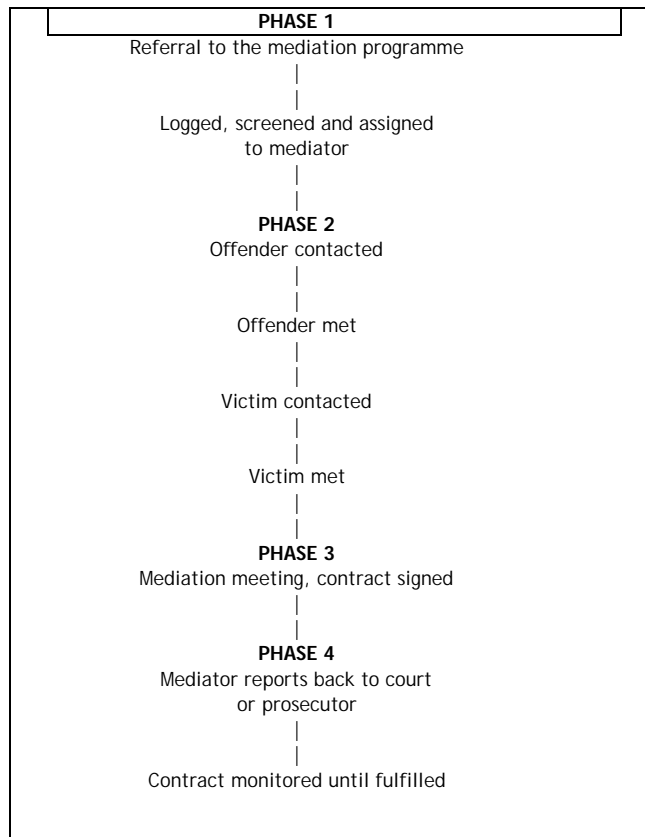 PHASE 1
Referral to the mediation programme
Logged, screened and assigned
to mediator
PHASE 2
Offender contacted
Offender met
Victim contacted
Victim met
PHASE 3
Mediation meeting, contract signed
PHASE 4
Mediator reports back to court
or prosecutor
Contract monitored until fulfilled